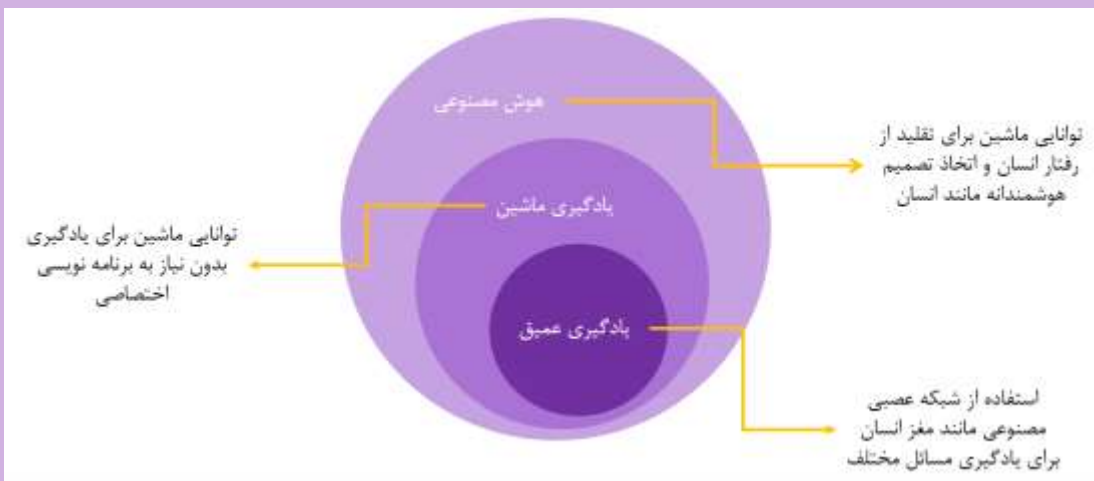 هوش مصنوعی
توانایی ماشین برای تقلید از
رفتار انسان و اتخاذ تصمیم
هوشمندانه مانند انسان
یادگیری ماشین
توانایی ماشین برای یادگیری
بدون نیاز به برنامه نویسی
اختصاصی
یادگیری عمیق
استفاده از شبکه عصبی
مصنوعی مانند مغز انسان
برای یادگیری مسائل مختلف